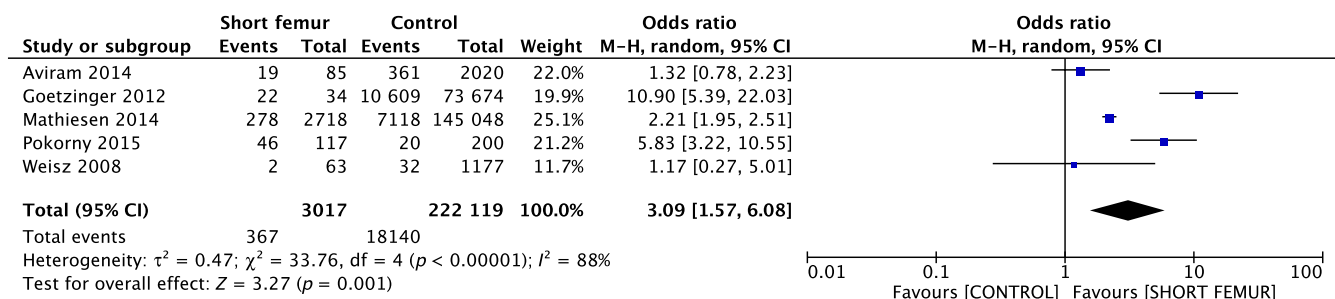 Short femur Control Odds ratio Odds ratio
Study or subgroup Events Total Events Total Weight M–H, random, 95% CI M–H, random, 95% CI
Aviram 2014 19 85 361 2020 22.0% 1.32 [0.78, 2.23]
Goetzinger 2012 22 34 10 609 73 674 19.9% 10.90 [5.39, 22.03]
Mathiesen 2014 278 2718 7118 145 048 25.1% 2.21 [1.95, 2.51]
Pokorny 2015 46 117 20 200 21.2% 5.83 [3.22, 10.55]
Weisz 2008 2 63 32 1177 11.7% 1.17 [0.27, 5.01]
Total (95% CI) 3017 222 119 100.0% 3.09 [1.57, 6.08]
Total events 367 18140
Heterogeneity: τ² = 0.47; χ² = 33.76, df = 4 (p < 0.00001); I² = 88%
Test for overall effect: Z = 3.27 (p = 0.001)
0.01 0.1 1 10 100
Favours [CONTROL] Favours [SHORT FEMUR]